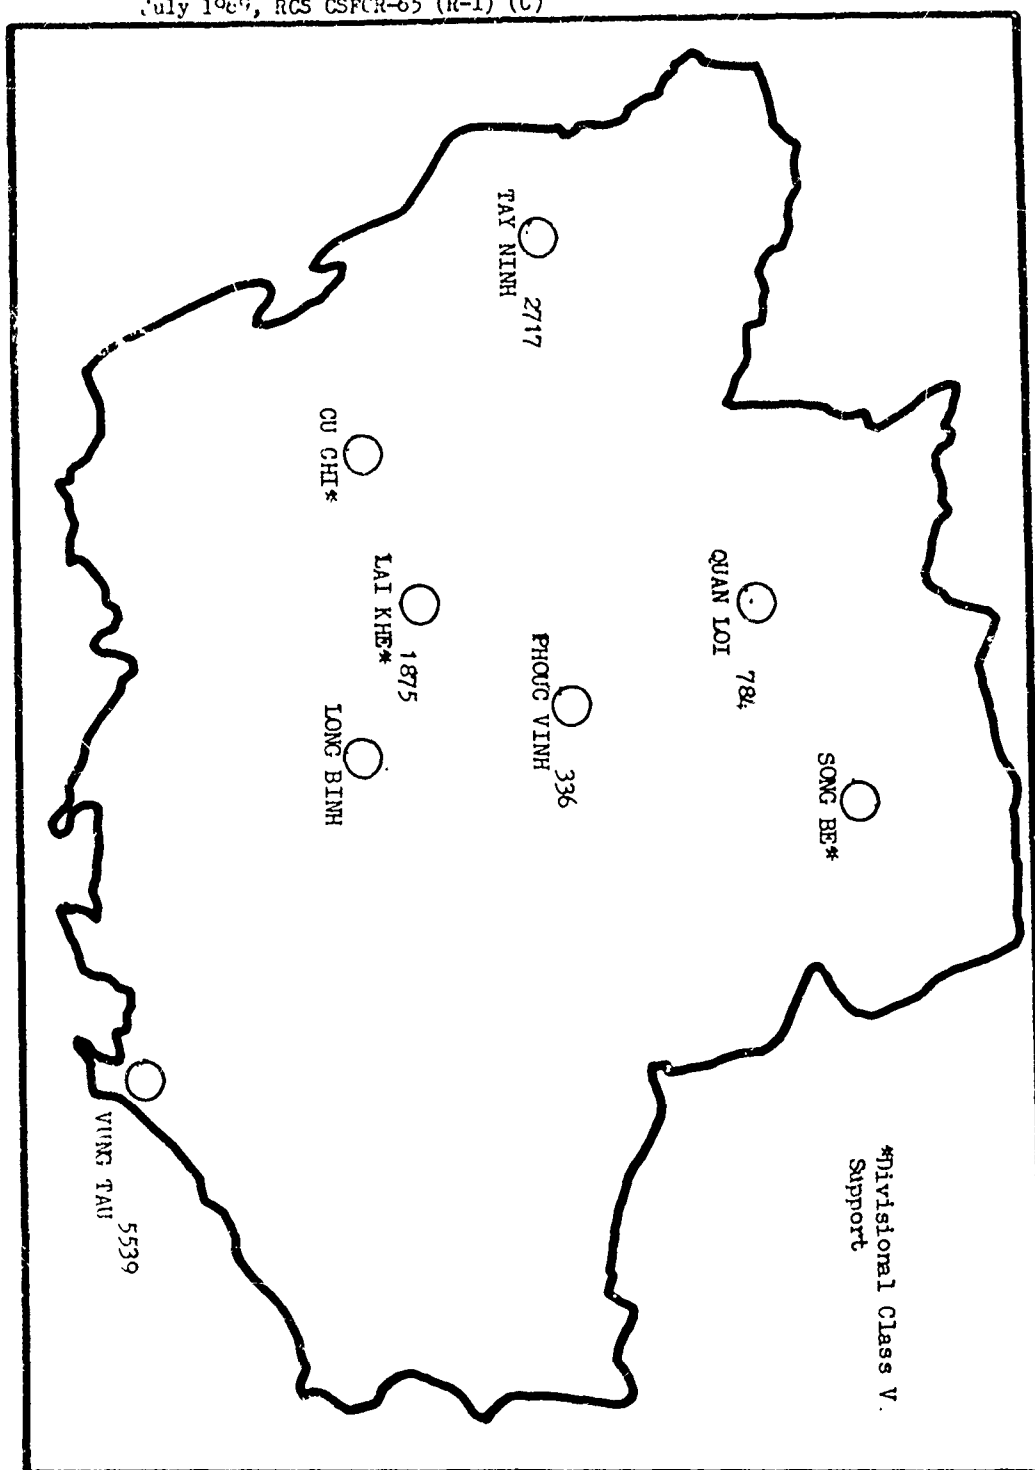 July 1969, RCS CSFCR-65 (R-1) (C)
*Divisional Class V.
Support
SONG BE*
QUAN LOI 784
PHOUC VINH 336
TAY NINH 2717
LAI KHE* 1875
CU CHI*
LONG BINH
VUNG TAU 5539